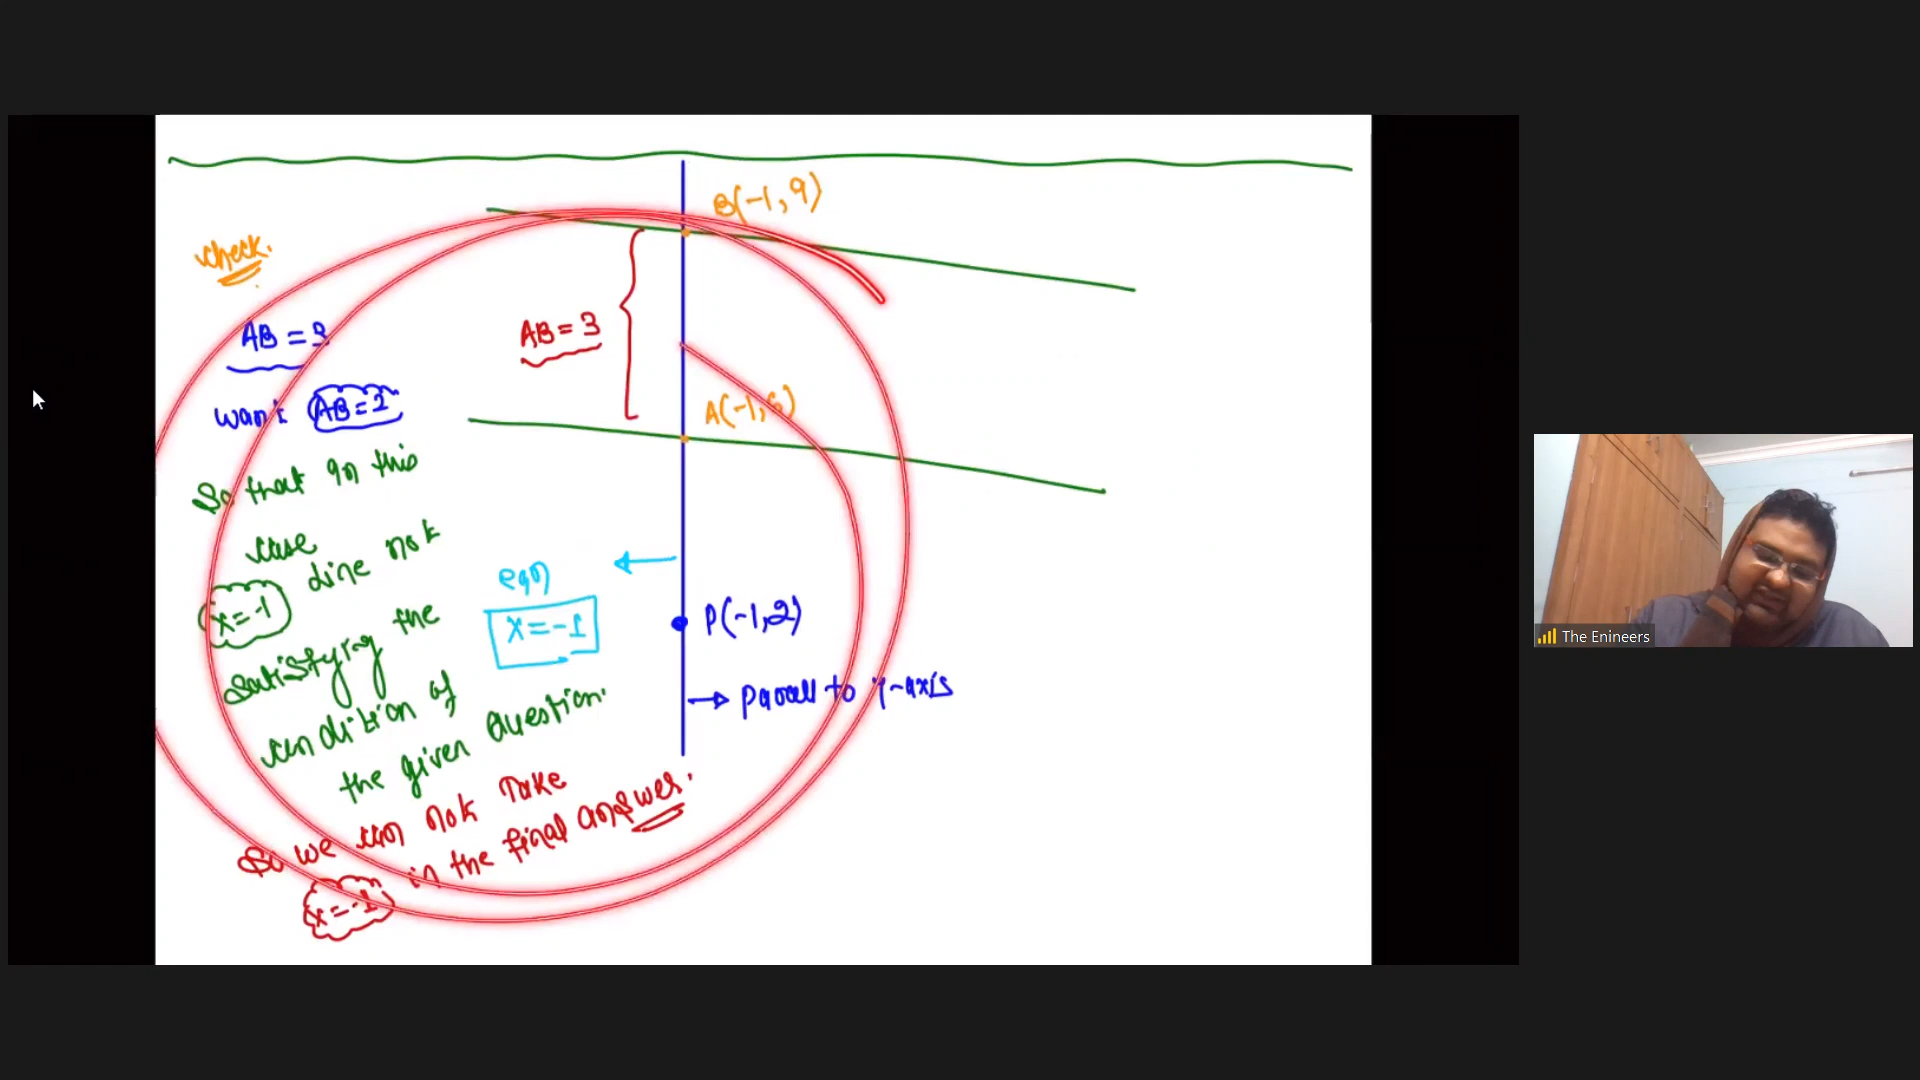 B(-1, 9)
check.
AB = 3
AB = 3
want AB = 2
A(-1, 6)
So that in this
case
x = -1 line not
satisfying the
condition of
the given question.
eqn
x = -1
P(-1, 2)
→ parall to y-axis
So we can not take
x = -1 in the final answer.
The Enineers